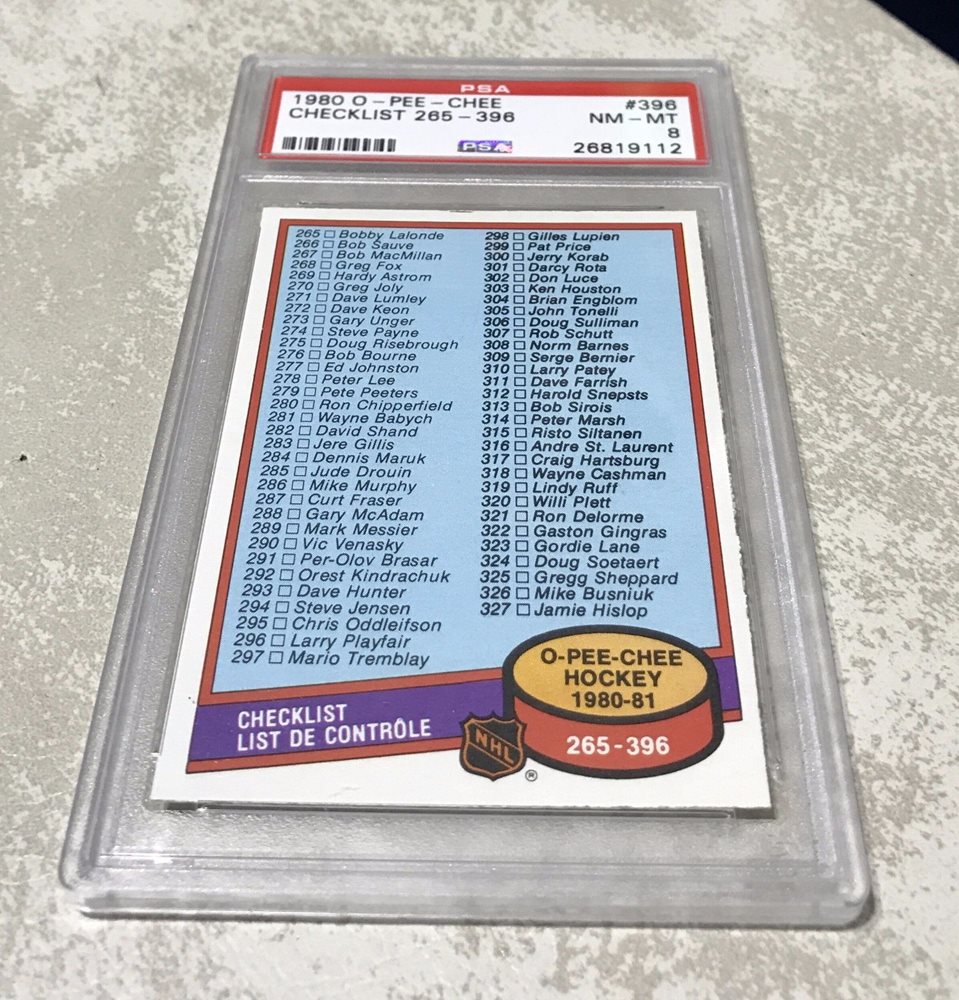 PSA
1980 O-PEE-CHEE #396
CHECKLIST 265-396 NM-MT
8
PSA 26819112
265 Bobby Lalonde
266 Bob Sauve
267 Bob MacMillan
268 Greg Fox
269 Hardy Astrom
270 Greg Joly
271 Dave Lumley
272 Dave Keon
273 Gary Unger
274 Steve Payne
275 Doug Risebrough
276 Bob Bourne
277 Ed Johnston
278 Peter Lee
279 Pete Peeters
280 Ron Chipperfield
281 Wayne Babych
282 David Shand
283 Jere Gillis
284 Dennis Maruk
285 Jude Drouin
286 Mike Murphy
287 Curt Fraser
288 Gary McAdam
289 Mark Messier
290 Vic Venasky
291 Per-Olov Brasar
292 Orest Kindrachuk
293 Dave Hunter
294 Steve Jensen
295 Chris Oddleifson
296 Larry Playfair
297 Mario Tremblay
298 Gilles Lupien
299 Pat Price
300 Jerry Korab
301 Darcy Rota
302 Don Luce
303 Ken Houston
304 Brian Engblom
305 John Tonelli
306 Doug Sulliman
307 Rob Schutt
308 Norm Barnes
309 Serge Bernier
310 Larry Patey
311 Dave Farrish
312 Harold Snepsts
313 Bob Sirois
314 Peter Marsh
315 Risto Siltanen
316 Andre St. Laurent
317 Craig Hartsburg
318 Wayne Cashman
319 Lindy Ruff
320 Willi Plett
321 Ron Delorme
322 Gaston Gingras
323 Gordie Lane
324 Doug Soetaert
325 Gregg Sheppard
326 Mike Busniuk
327 Jamie Hislop
CHECKLIST
LIST DE CONTRÔLE
NHL
®
O-PEE-CHEE
HOCKEY
1980-81
265-396